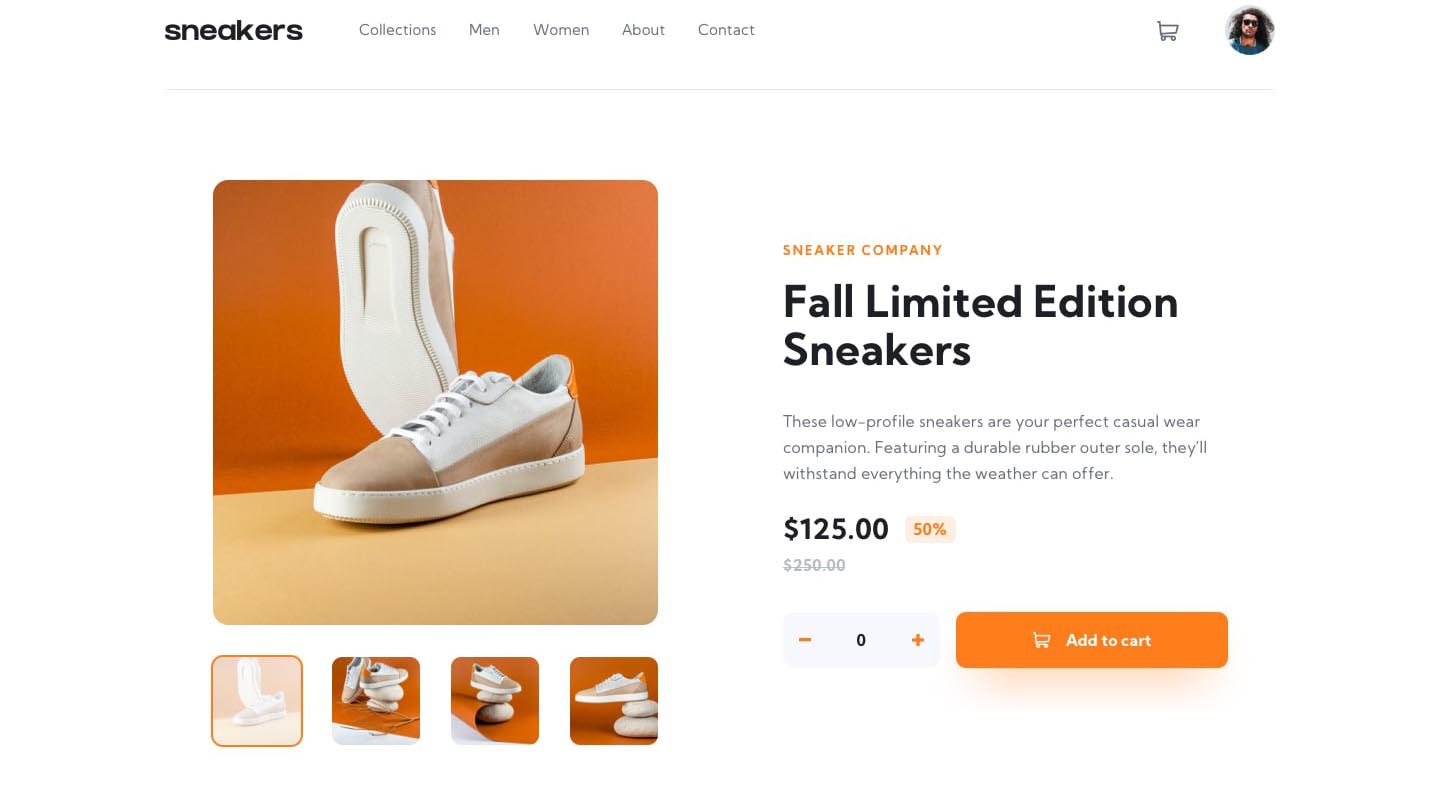 sneakers
Collections
Men
Women
About
Contact
SNEAKER COMPANY
Fall Limited Edition
Sneakers
These low-profile sneakers are your perfect casual wear
companion. Featuring a durable rubber outer sole, they’ll
withstand everything the weather can offer.
$125.00 50%
$250.00
0
Add to cart